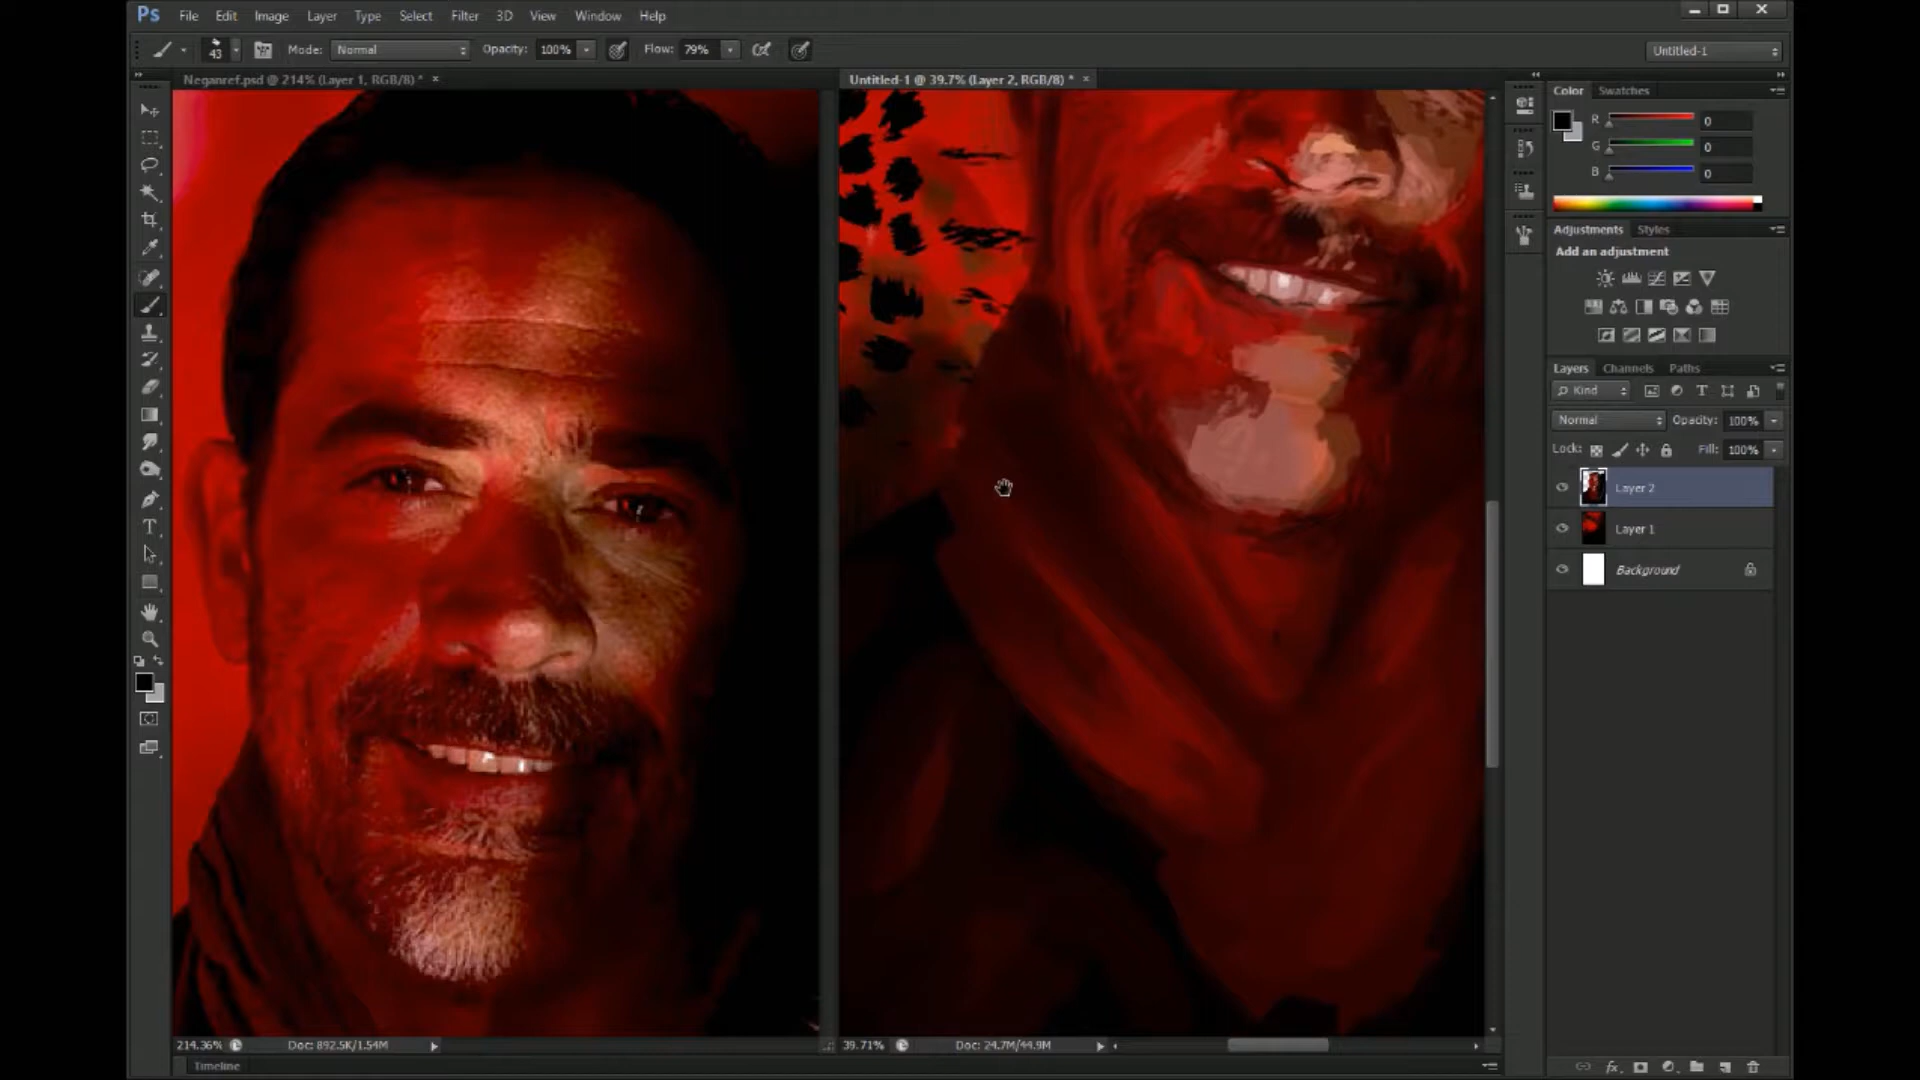 Ps File Edit Image Layer Type Select Filter 3D View Window Help
43 Mode: Normal Opacity: 100% Flow: 79% Untitled-1
Neganref.psd @ 214% (Layer 1, RGB/8) * ×
Untitled-1 @ 39.7% (Layer 2, RGB/8) * ×
Color Swatches
R 0
G 0
B 0
Adjustments Styles
Add an adjustment
Layers Channels Paths
Kind
Normal Opacity: 100%
Lock: Fill: 100%
Layer 2
Layer 1
Background
214.36% Doc: 892.5K/1.54M
39.71% Doc: 24.7M/44.9M
Timeline